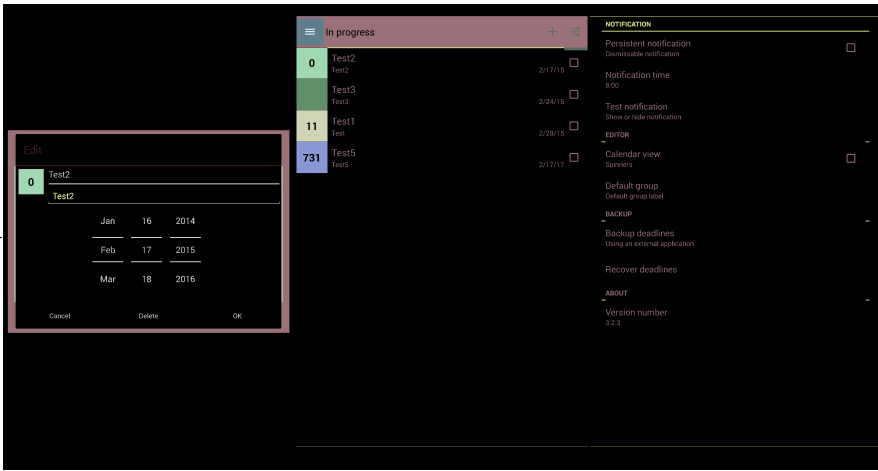 Edit
0
Test2
Test2
Jan 16 2014
Feb 17 2015
Mar 18 2016
Cancel Delete OK
In progress
0 Test2
Test2 2/17/15
Test3
Test3 2/24/15
11 Test1
Test 2/28/15
731 Test5
Test5 2/17/17
NOTIFICATION
Persistent notification
Dismissable notification
Notification time
8:00
Test notification
Show or hide notification
EDITOR
Calendar view
Spinners
Default group
Default group label
BACKUP
Backup deadlines
Using an external application
Recover deadlines
ABOUT
Version number
3.2.3